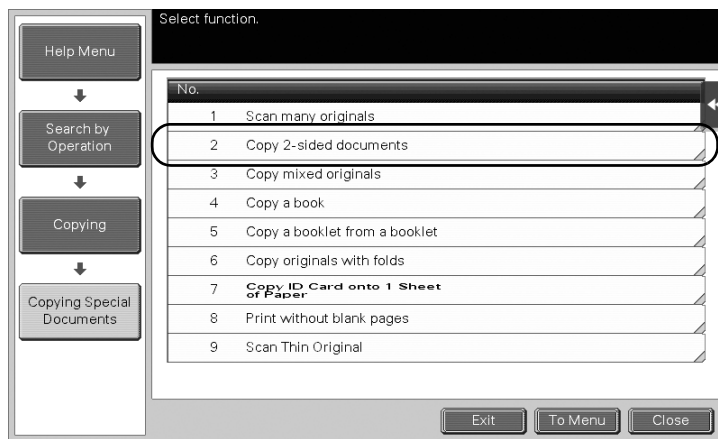 Select function.
Help Menu
Search by
Operation
Copying
Copying Special
Documents
No.
1 Scan many originals
2 Copy 2-sided documents
3 Copy mixed originals
4 Copy a book
5 Copy a booklet from a booklet
6 Copy originals with folds
7 Copy ID Card onto 1 Sheet
of Paper
8 Print without blank pages
9 Scan Thin Original
Exit To Menu Close